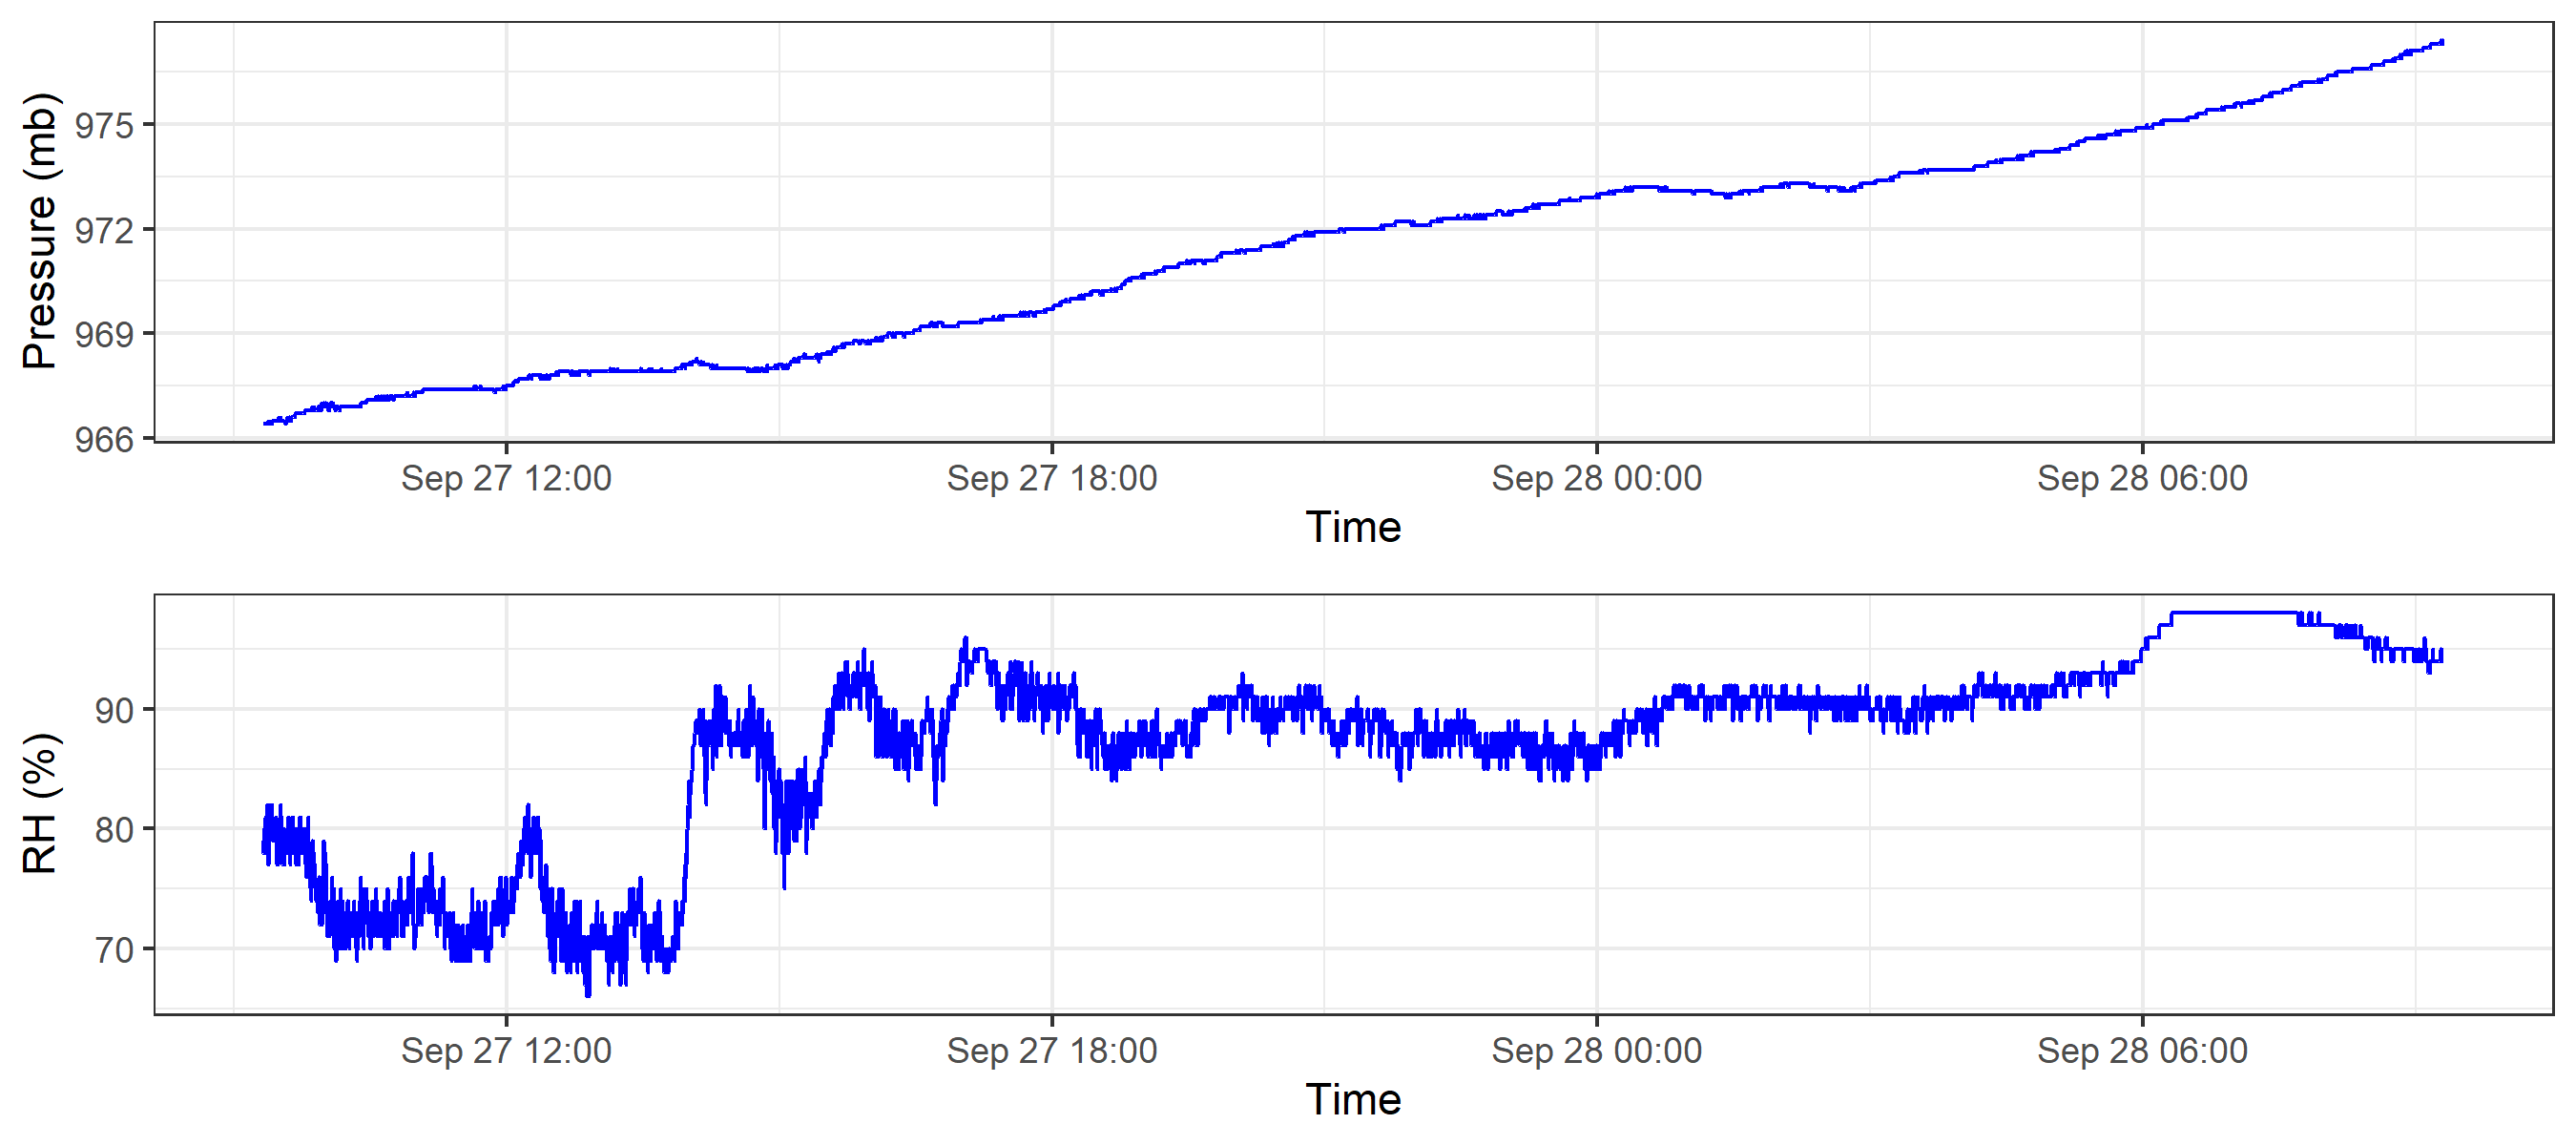 Pressure (mb)
975
972
969
966
Sep 27 12:00
Sep 27 18:00
Sep 28 00:00
Sep 28 06:00
Time
RH (%)
90
80
70
Sep 27 12:00
Sep 27 18:00
Sep 28 00:00
Sep 28 06:00
Time